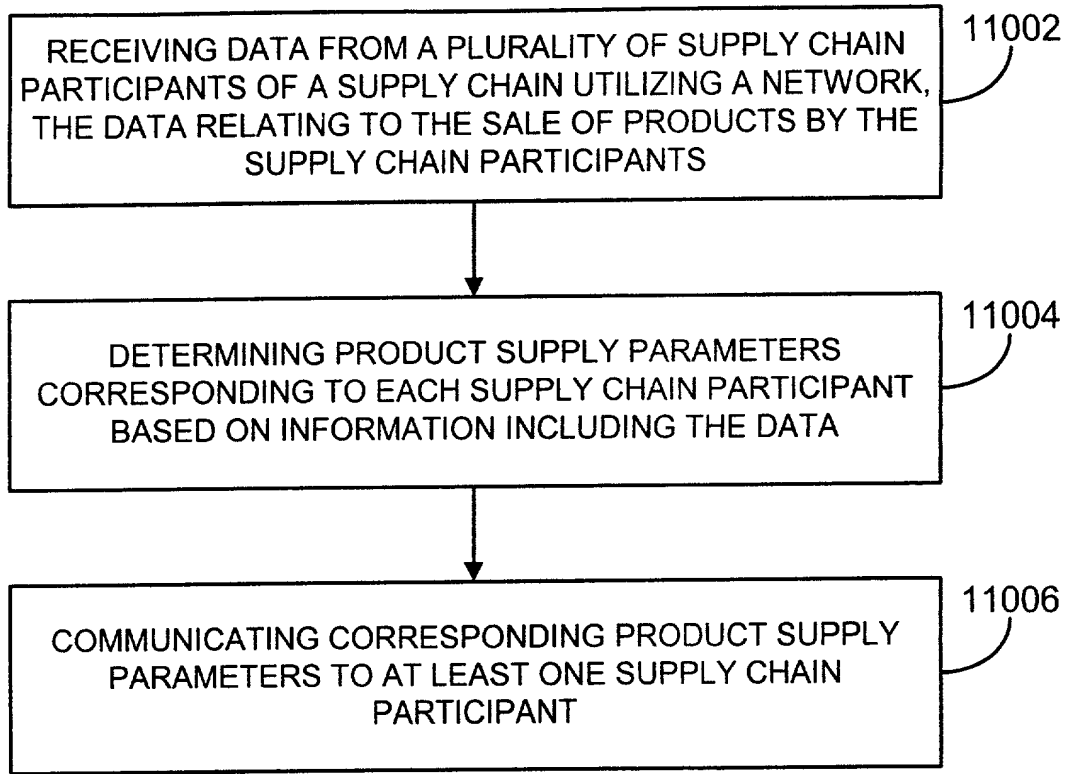 11002
RECEIVING DATA FROM A PLURALITY OF SUPPLY CHAIN
PARTICIPANTS OF A SUPPLY CHAIN UTILIZING A NETWORK,
THE DATA RELATING TO THE SALE OF PRODUCTS BY THE
SUPPLY CHAIN PARTICIPANTS
11004
DETERMINING PRODUCT SUPPLY PARAMETERS
CORRESPONDING TO EACH SUPPLY CHAIN PARTICIPANT
BASED ON INFORMATION INCLUDING THE DATA
11006
COMMUNICATING CORRESPONDING PRODUCT SUPPLY
PARAMETERS TO AT LEAST ONE SUPPLY CHAIN
PARTICIPANT